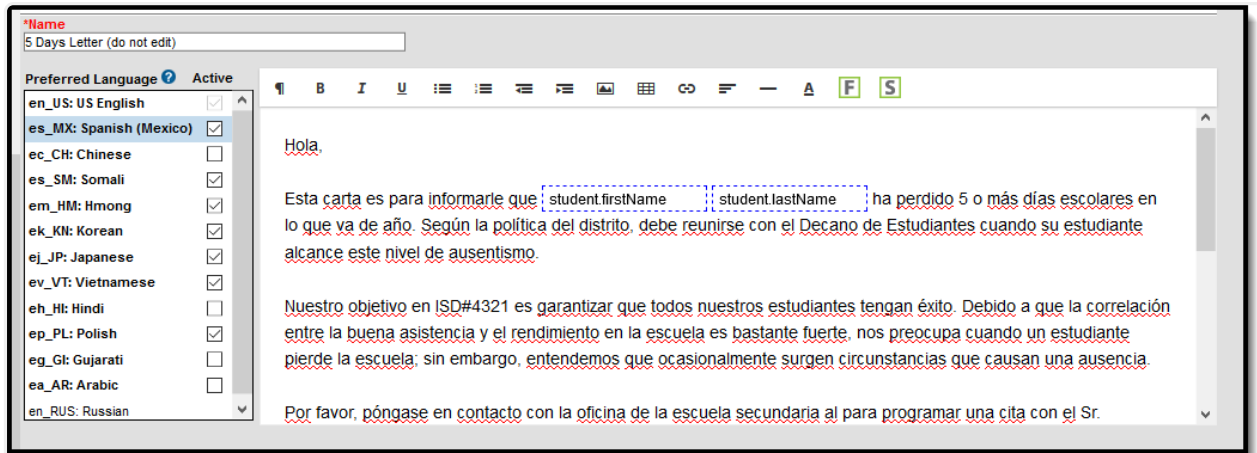 *Name
5 Days Letter (do not edit)
Preferred Language ? Active
en_US: US English
es_MX: Spanish (Mexico)
ec_CH: Chinese
es_SM: Somali
em_HM: Hmong
ek_KN: Korean
ej_JP: Japanese
ev_VT: Vietnamese
eh_HI: Hindi
ep_PL: Polish
eg_GI: Gujarati
ea_AR: Arabic
en_RUS: Russian
¶ B I U A F S
Hola,
Esta carta es para informarle que student.firstName student.lastName ha perdido 5 o más días escolares en
lo que va de año. Según la política del distrito, debe reunirse con el Decano de Estudiantes cuando su estudiante
alcance este nivel de ausentismo.
Nuestro objetivo en ISD#4321 es garantizar que todos nuestros estudiantes tengan éxito. Debido a que la correlación
entre la buena asistencia y el rendimiento en la escuela es bastante fuerte, nos preocupa cuando un estudiante
pierde la escuela; sin embargo, entendemos que ocasionalmente surgen circunstancias que causan una ausencia.
Por favor, póngase en contacto con la oficina de la escuela secundaria al para programar una cita con el Sr.